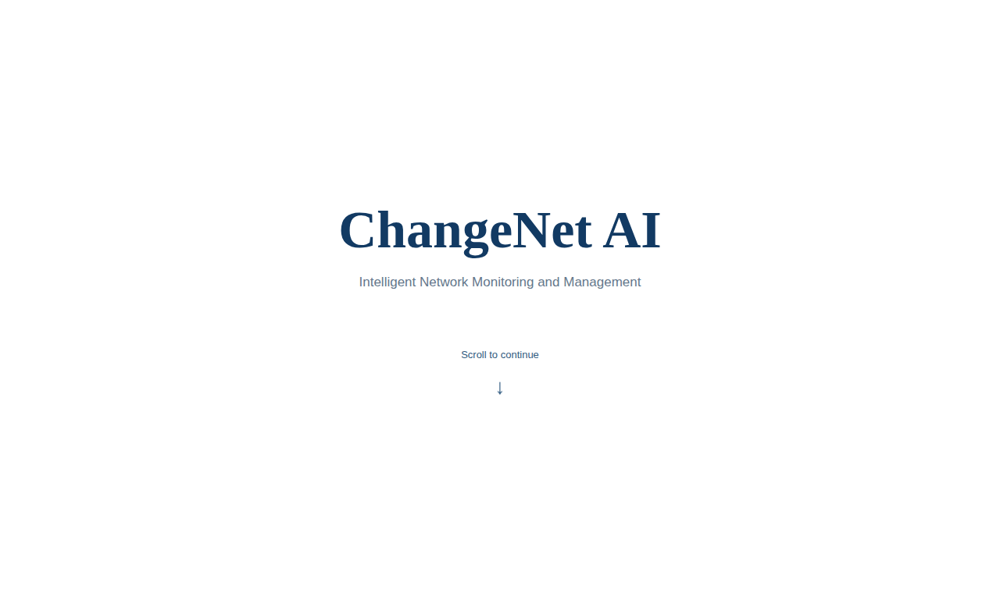 ChangeNet AI
Intelligent Network Monitoring and Management
Scroll to continue
↓